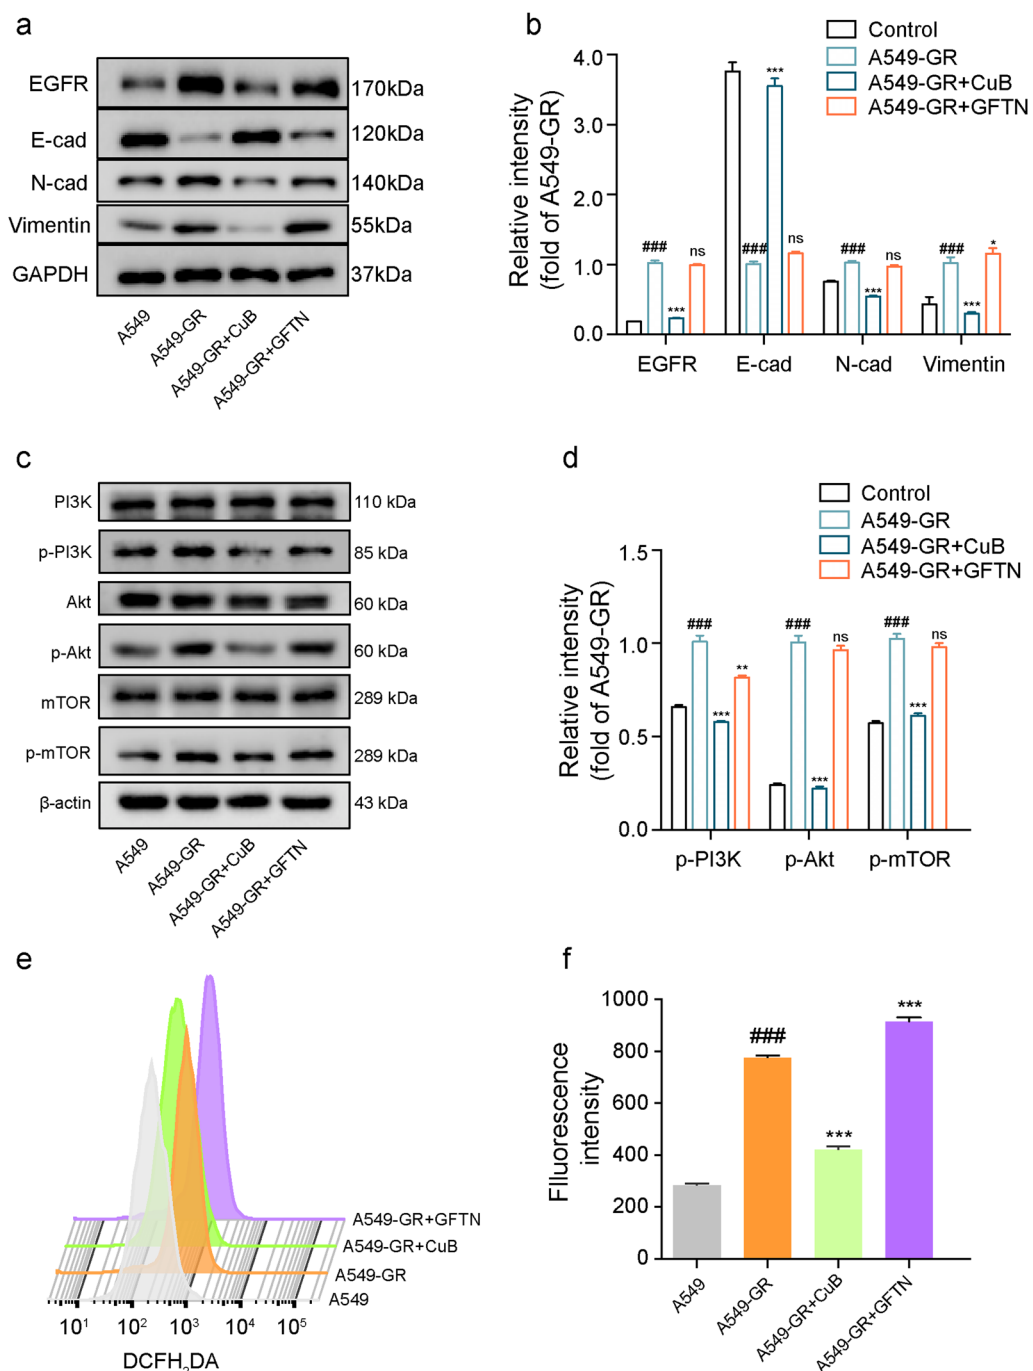 a
EGFR
170kDa
E-cad
120kDa
N-cad
140kDa
Vimentin
55kDa
GAPDH
37kDa
A549
A549-GR
A549-GR+CuB
A549-GR+GFTN
b
Control
A549-GR
A549-GR+CuB
A549-GR+GFTN
Relative intensity
(fold of A549-GR)
4.0
3.0
2.0
1.0
0.0
###
***
ns
###
***
ns
###
***
ns
###
***
*
EGFR
E-cad
N-cad
Vimentin
c
PI3K
110 kDa
p-PI3K
85 kDa
Akt
60 kDa
p-Akt
60 kDa
mTOR
289 kDa
p-mTOR
289 kDa
β-actin
43 kDa
A549
A549-GR
A549-GR+CuB
A549-GR+GFTN
d
Control
A549-GR
A549-GR+CuB
A549-GR+GFTN
Relative intensity
(fold of A549-GR)
1.5
1.0
0.5
0.0
###
***
**
###
***
ns
###
***
ns
p-PI3K
p-Akt
p-mTOR
e
A549-GR+GFTN
A549-GR+CuB
A549-GR
A549
10¹
10²
10³
10⁴
10⁵
DCFH₂DA
f
Flluorescence
intensity
1000
800
600
400
200
0
###
***
***
A549
A549-GR
A549-GR+CuB
A549-GR+GFTN